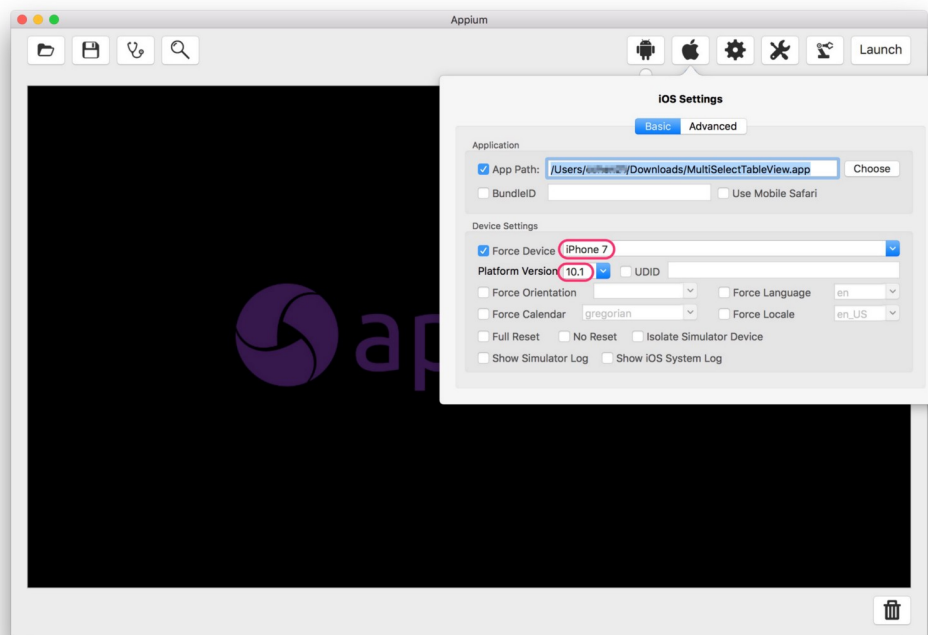 Appium
Launch
iOS Settings
Basic Advanced
Application
App Path: /Users/ /Downloads/MultiSelectTableView.app Choose
BundleID Use Mobile Safari
Device Settings
Force Device iPhone 7
Platform Version 10.1 UDID
Force Orientation Force Language en
Force Calendar gregorian Force Locale en_US
Full Reset No Reset Isolate Simulator Device
Show Simulator Log Show iOS System Log
ap